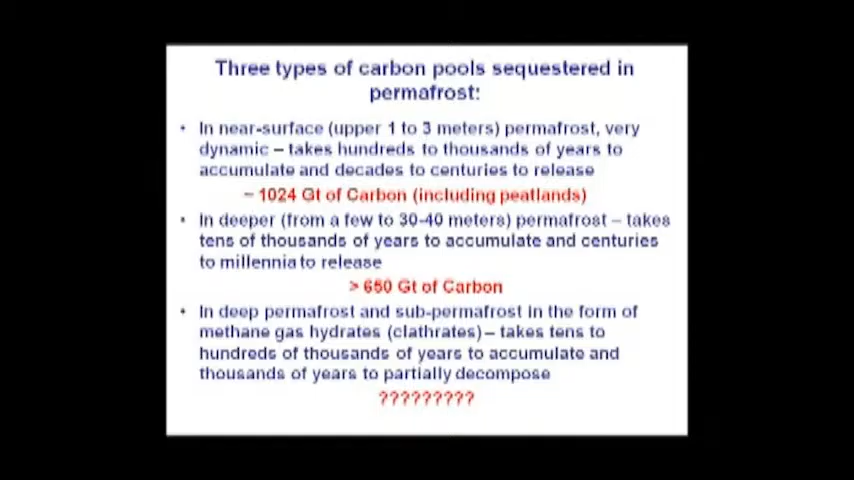 Three types of carbon pools sequestered in
permafrost:
• In near-surface (upper 1 to 3 meters) permafrost, very
dynamic – takes hundreds to thousands of years to
accumulate and decades to centuries to release
~ 1024 Gt of Carbon (including peatlands)
• In deeper (from a few to 30-40 meters) permafrost – takes
tens of thousands of years to accumulate and centuries
to millennia to release
> 650 Gt of Carbon
• In deep permafrost and sub-permafrost in the form of
methane gas hydrates (clathrates) – takes tens to
hundreds of thousands of years to accumulate and
thousands of years to partially decompose
?????????